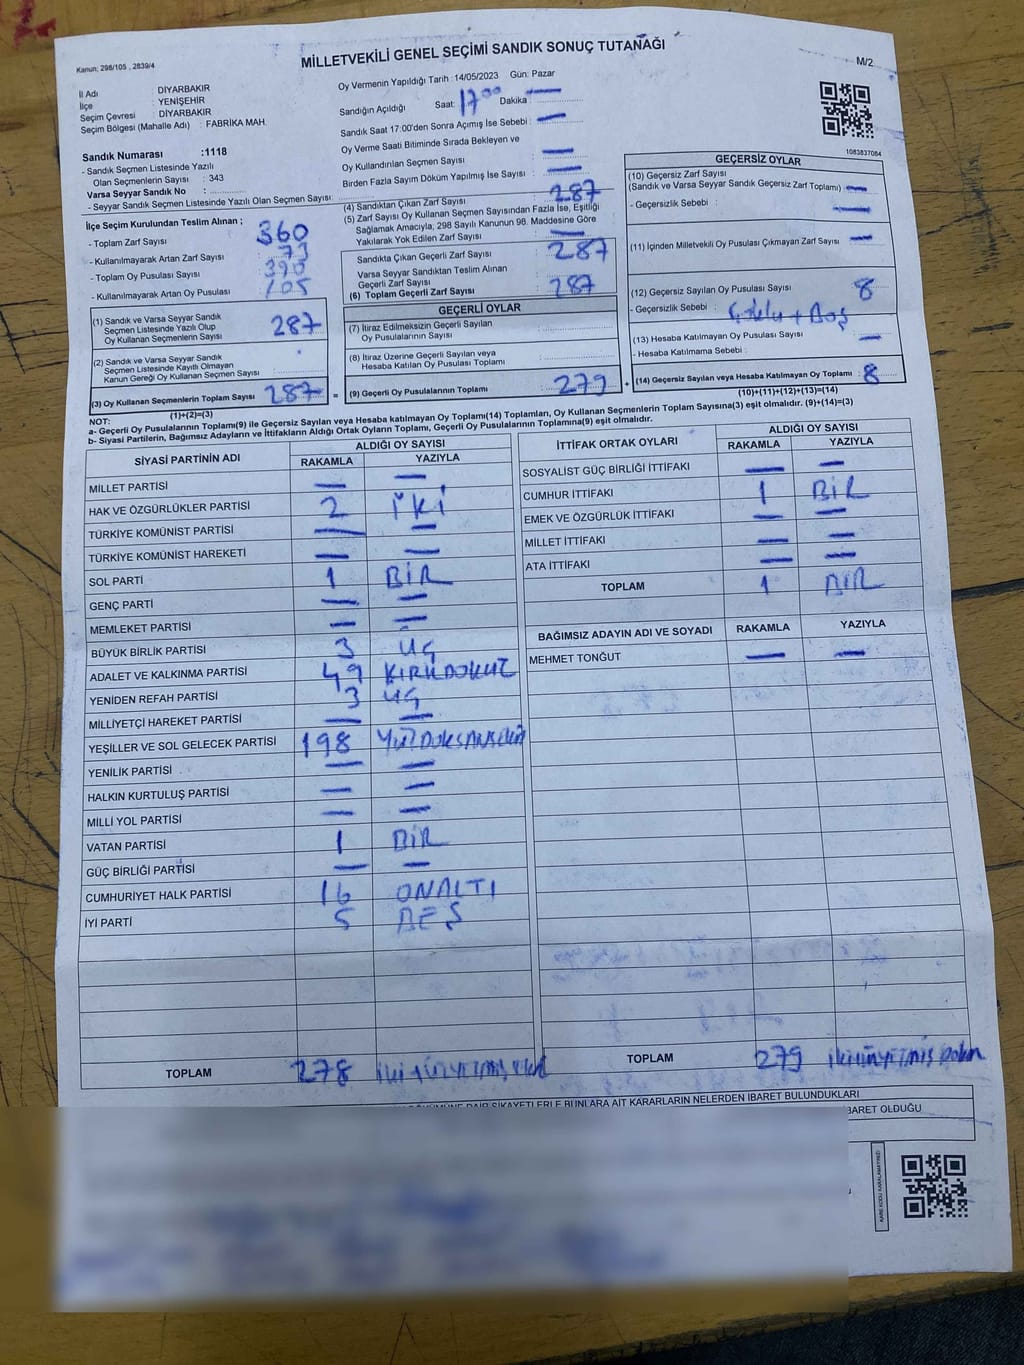 Kanun: 298/105 , 2839/4
MİLLETVEKİLİ GENEL SEÇİMİ SANDIK SONUÇ TUTANAĞI
M/2
İl Adı : DİYARBAKIR
İlçe : YENİŞEHİR
Seçim Çevresi : DİYARBAKIR
Seçim Bölgesi (Mahalle Adı) : FABRİKA MAH.
Oy Vermenin Yapıldığı Tarih : 14/05/2023 Gün: Pazar
Sandığın Açıldığı Saat: 17 00 Dakika : —
Sandık Saat 17:00'den Sonra Açımış İse Sebebi : —
Oy Verme Saati Bitiminde Sırada Bekleyen ve
Oy Kullandırılan Seçmen Sayısı : —
Birden Fazla Sayım Döküm Yapılmış İse Sayısı : —
1083837084
Sandık Numarası :1118
- Sandık Seçmen Listesinde Yazılı
Olan Seçmenlerin Sayısı : 343
Varsa Seyyar Sandık No :
- Seyyar Sandık Seçmen Listesinde Yazılı Olan Seçmen Sayısı:
İlçe Seçim Kurulundan Teslim Alınan ;
- Toplam Zarf Sayısı : 360
- Kullanılmayarak Artan Zarf Sayısı : 73
- Toplam Oy Pusulası Sayısı : 390
- Kullanılmayarak Artan Oy Pusulası : 105
(1) Sandık ve Varsa Seyyar Sandık
Seçmen Listesinde Yazılı Olup
Oy Kullanan Seçmenlerin Sayısı : 287
(2) Sandık ve Varsa Seyyar Sandık
Seçmen Listesinde Kayıtlı Olmayan
Kanun Gereği Oy Kullanan Seçmen Sayısı :
(3) Oy Kullanan Seçmenlerin Toplam Sayısı : 287
(1)+(2)=(3)
(4) Sandıktan Çıkan Zarf Sayısı : 287
(5) Zarf Sayısı Oy Kullanan Seçmen Sayısından Fazla İse, Eşitliği
Sağlamak Amacıyla, 298 Sayılı Kanunun 98. Maddesine Göre
Yakılarak Yok Edilen Zarf Sayısı : —
Sandıkta Çıkan Geçerli Zarf Sayısı : 287
Varsa Seyyar Sandıktan Teslim Alınan
Geçerli Zarf Sayısı
(6) Toplam Geçerli Zarf Sayısı : 287
GEÇERLİ OYLAR
(7) İtiraz Edilmeksizin Geçerli Sayılan
Oy Pusulalarının Sayısı :
(8) İtiraz Üzerine Geçerli Sayılan veya
Hesaba Katılan Oy Pusulası Toplamı :
= (9) Geçerli Oy Pusulalarının Toplamı : 279 +
GEÇERSİZ OYLAR
(10) Geçersiz Zarf Sayısı
(Sandık ve Varsa Seyyar Sandık Geçersiz Zarf Toplamı) : —
- Geçersizlik Sebebi : —
(11) İçinden Milletvekili Oy Pusulası Çıkmayan Zarf Sayısı : —
(12) Geçersiz Sayılan Oy Pusulası Sayısı : 8
- Geçersizlik Sebebi : + Boş
(13) Hesaba Katılmayan Oy Pusulası Sayısı : —
- Hesaba Katılmama Sebebi :
(14) Geçersiz Sayılan veya Hesaba Katılmayan Oy Toplamı : 8
(10)+(11)+(12)+(13)=(14)
NOT:
a- Geçerli Oy Pusulalarının Toplamı(9) ile Geçersiz Sayılan veya Hesaba katılmayan Oy Toplamı(14) Toplamları, Oy Kullanan Seçmenlerin Toplam Sayısına(3) eşit olmalıdır. (9)+(14)=(3)
b- Siyasi Partilerin, Bağımsız Adayların ve İttifakların Aldığı Ortak Oyların Toplamı, Geçerli Oy Pusulalarının Toplamına(9) eşit olmalıdır.
SİYASİ PARTİNİN ADI ALDIĞI OY SAYISI
RAKAMLA YAZIYLA
MİLLET PARTİSİ — —
HAK VE ÖZGÜRLÜKLER PARTİSİ 2 İKİ
TÜRKİYE KOMÜNİST PARTİSİ — —
TÜRKİYE KOMÜNİST HAREKETİ — —
SOL PARTİ 1 BİR
GENÇ PARTİ — —
MEMLEKET PARTİSİ — —
BÜYÜK BİRLİK PARTİSİ 3 ÜÇ
ADALET VE KALKINMA PARTİSİ 49 KIRKDOKUZ
YENİDEN REFAH PARTİSİ 3 ÜÇ
MİLLİYETÇİ HAREKET PARTİSİ — —
YEŞİLLER VE SOL GELECEK PARTİSİ 198 YÜZDOKSANSEKİZ
YENİLİK PARTİSİ — —
HALKIN KURTULUŞ PARTİSİ — —
MİLLİ YOL PARTİSİ — —
VATAN PARTİSİ 1 BİR
GÜÇ BİRLİĞİ PARTİSİ — —
CUMHURİYET HALK PARTİSİ 16 ONALTI
İYİ PARTİ 5 BEŞ
TOPLAM 278
İTTİFAK ORTAK OYLARI ALDIĞI OY SAYISI
RAKAMLA YAZIYLA
SOSYALİST GÜÇ BİRLİĞİ İTTİFAKI — —
CUMHUR İTTİFAKI 1 BİR
EMEK VE ÖZGÜRLÜK İTTİFAKI — —
MİLLET İTTİFAKI — —
ATA İTTİFAKI — —
TOPLAM 1 BİR
BAĞIMSIZ ADAYIN ADI VE SOYADI RAKAMLA YAZIYLA
MEHMET TONĞUT — —
TOPLAM 279
ŞİKAYETLERLE BUNLARA AİT KARARLARIN NELERDEN İBARET BULUNDUKLARI
İBARET OLDUĞU